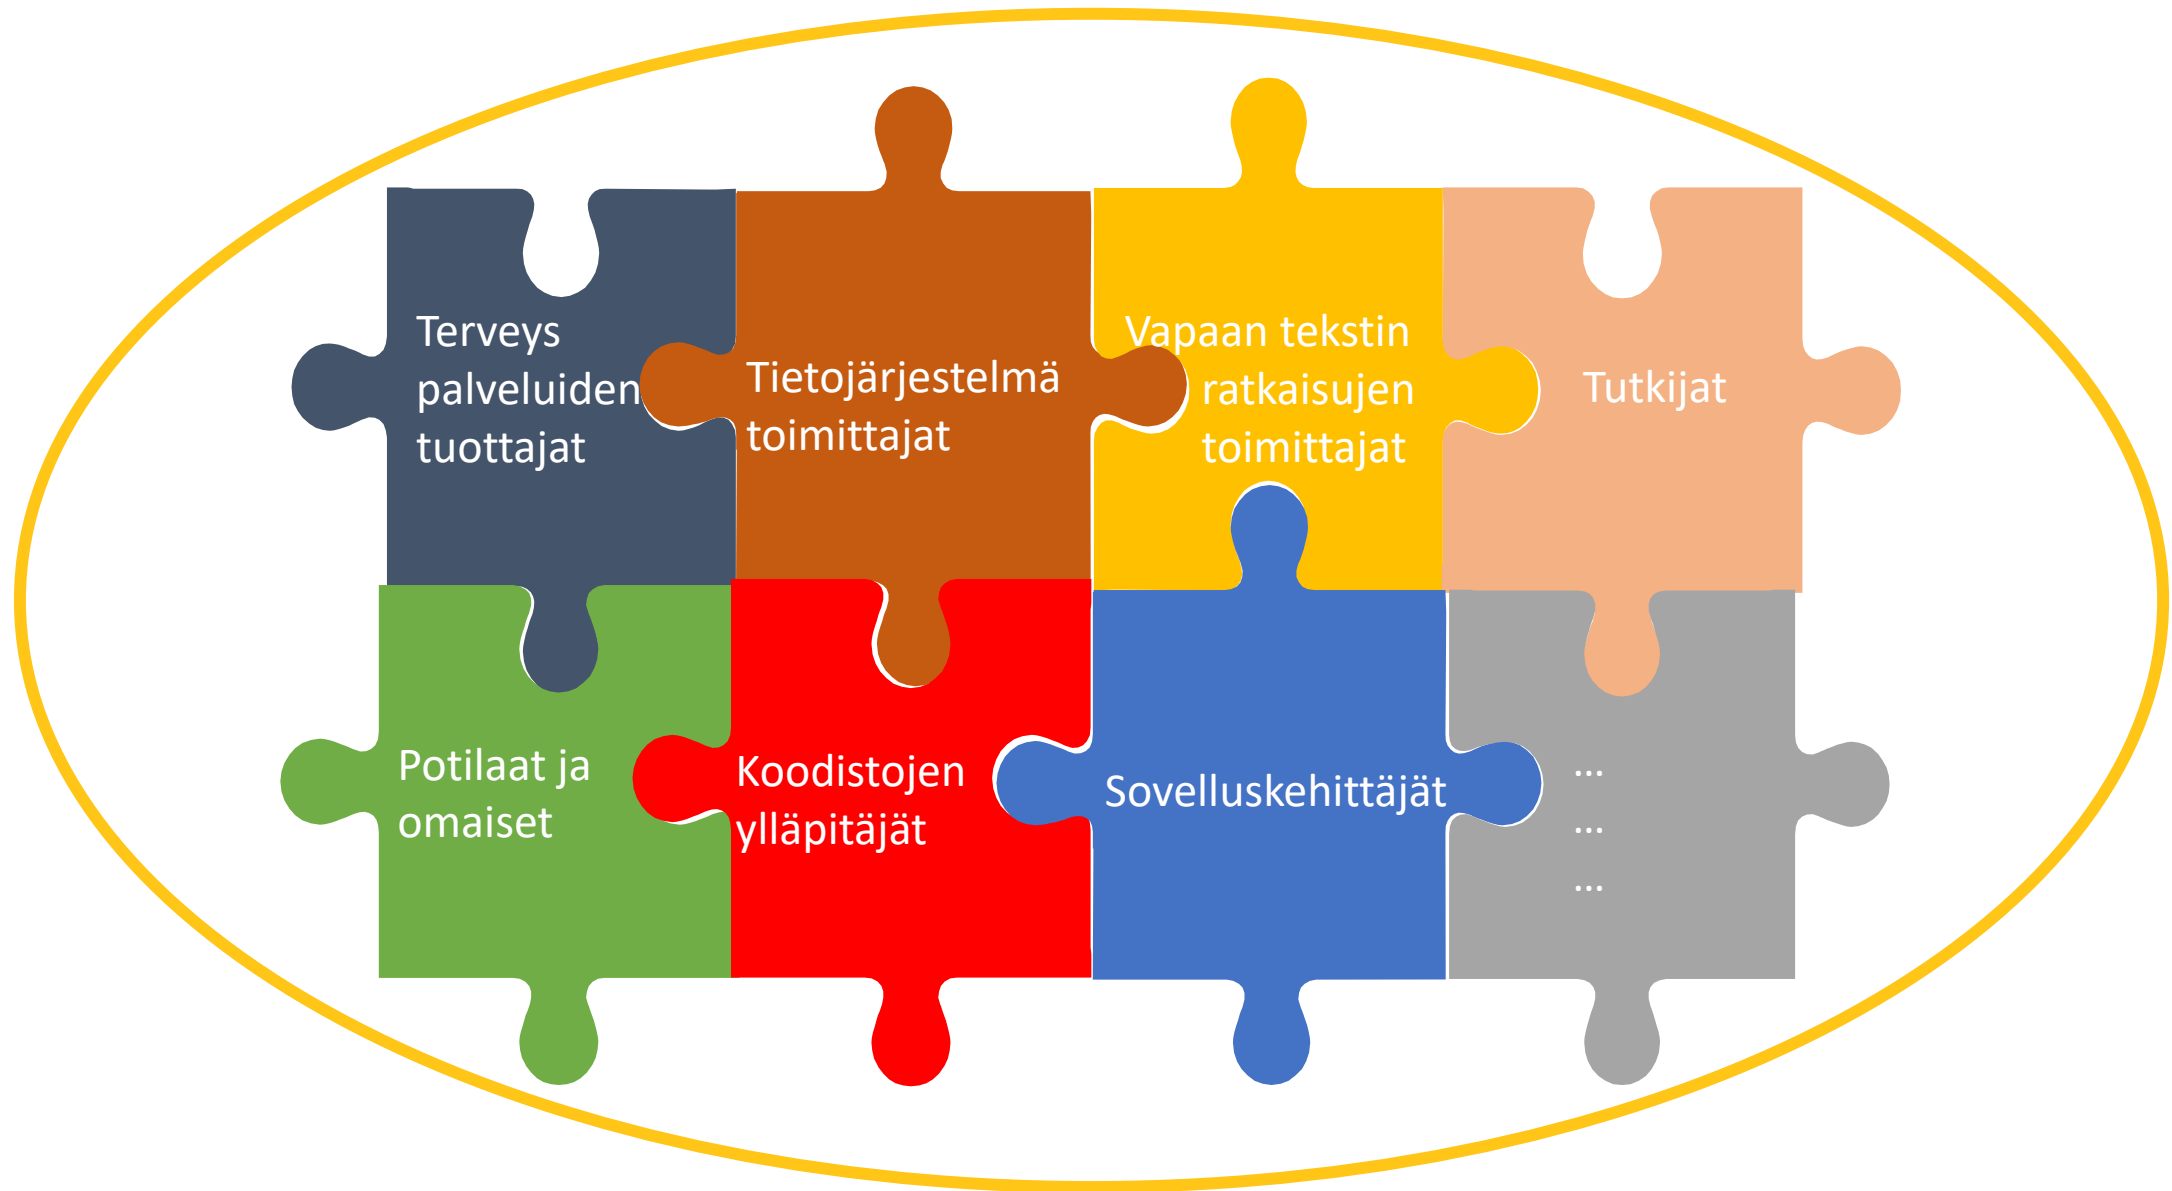 Terveys
palveluiden
tuottajat
Tietojärjestelmä
toimittajat
Vapaan tekstin
ratkaisujen
toimittajat
Tutkijat
Potilaat ja
omaiset
Koodistojen
ylläpitäjät
Sovelluskehittäjät
...
...
...